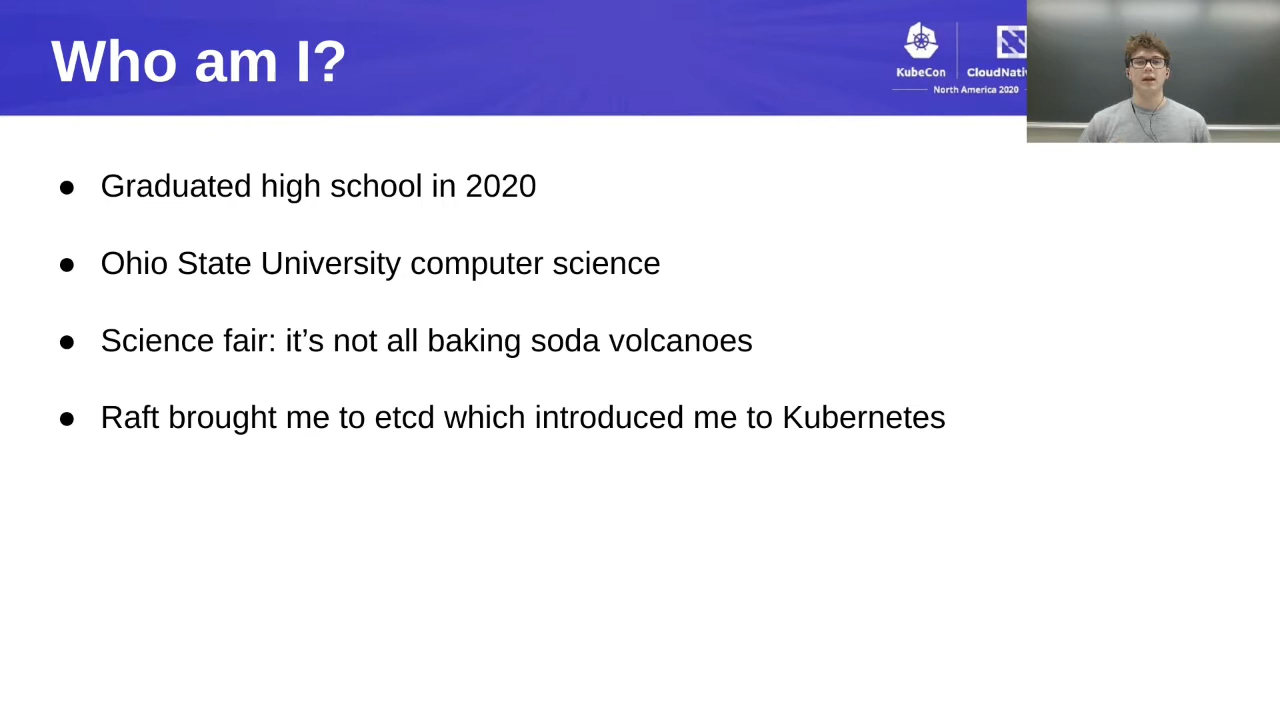 Who am I?
KubeCon
North America 2020
● Graduated high school in 2020
● Ohio State University computer science
● Science fair: it’s not all baking soda volcanoes
● Raft brought me to etcd which introduced me to Kubernetes